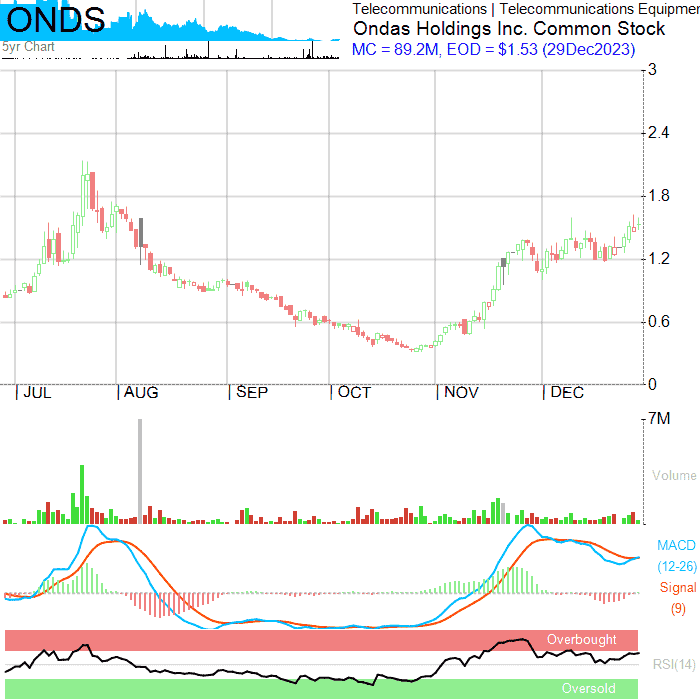 ONDS
5yr Chart
Telecommunications | Telecommunications Equipmen
Ondas Holdings Inc. Common Stock
MC = 89.2M, EOD = $1.53 (29Dec2023)
3
2.4
1.8
1.2
0.6
0
JUL
AUG
SEP
OCT
NOV
DEC
7M
Volume
MACD
(12-26)
Signal
(9)
Overbought
RSI(14)
Oversold